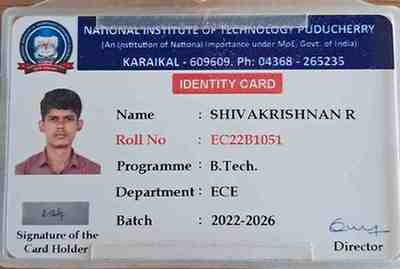 NATIONAL INSTITUTE OF TECHNOLOGY PUDUCHERRY
(An Institution of National Importance under MoE, Govt. of India)
KARAIKAL - 609609. Ph: 04368 - 265235
IDENTITY CARD
Name : SHIVAKRISHNAN R
Roll No : EC22B1051
Programme : B.Tech.
Department : ECE
Batch : 2022-2026
Signature of the
Card Holder
Director